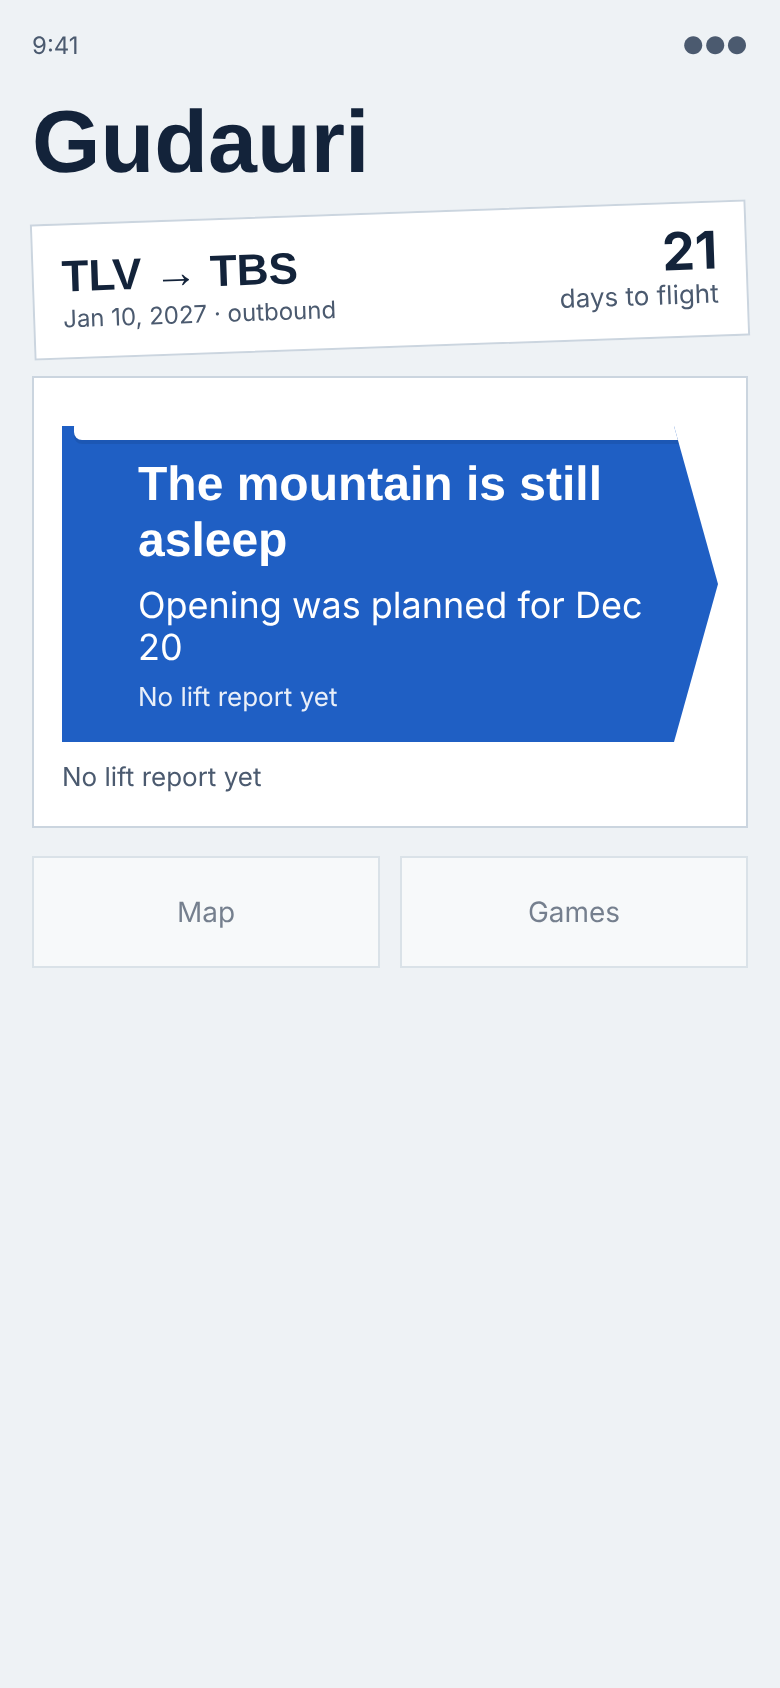 9:41
Gudauri
TLV → TBS
Jan 10, 2027 · outbound
21
days to flight
The mountain is still
asleep
Opening was planned for Dec
20
No lift report yet
No lift report yet
Map
Games